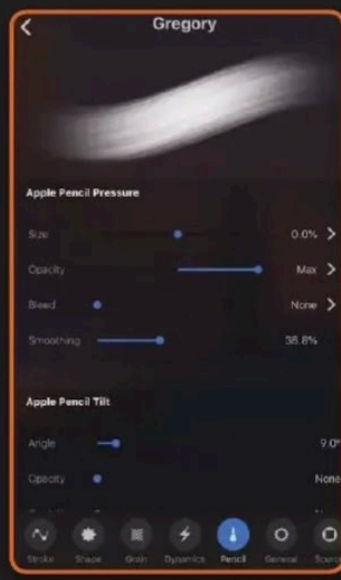 Gregory
Apple Pencil Pressure
Size 0.0%
Opacity Max
Bleed None
Smoothing 38.8%
Apple Pencil Tilt
Angle 9.0°
Opacity None
Stroke Shape Grain Dynamics Pencil General Source